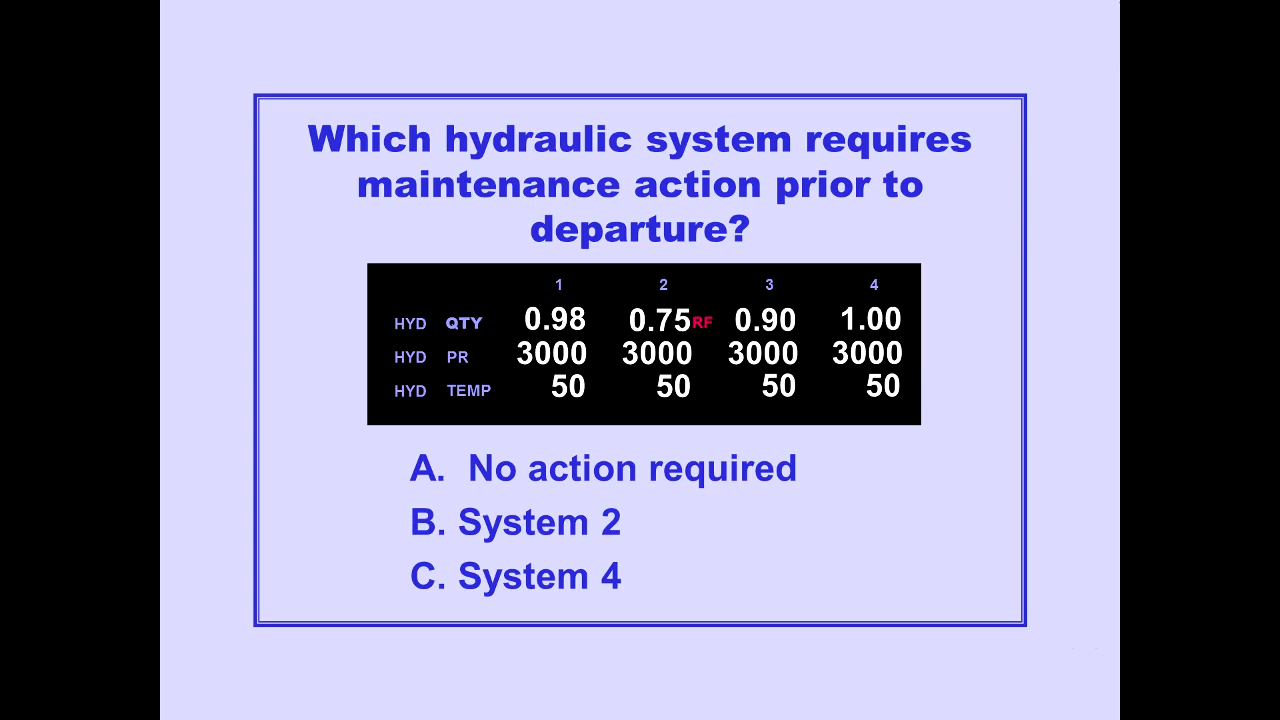 Which hydraulic system requires
maintenance action prior to
departure?
1 2 3 4
HYD QTY 0.98 0.75RF 0.90 1.00
HYD PR 3000 3000 3000 3000
HYD TEMP 50 50 50 50
A. No action required
B. System 2
C. System 4